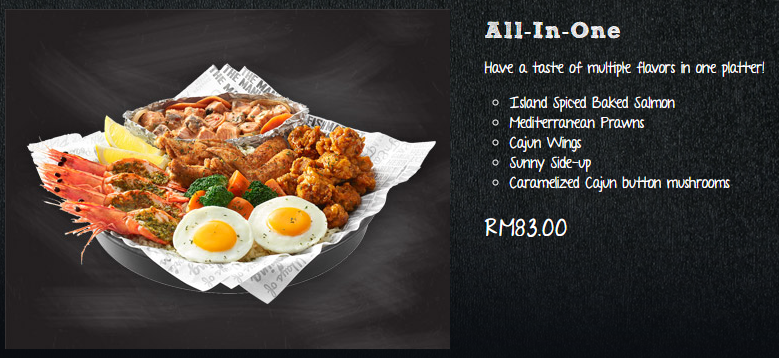 All-In-One
Have a taste of multiple flavors in one platter!
Island Spiced Baked Salmon
Mediterranean Prawns
Cajun Wings
Sunny Side-up
Caramelized Cajun button mushrooms
RM83.00